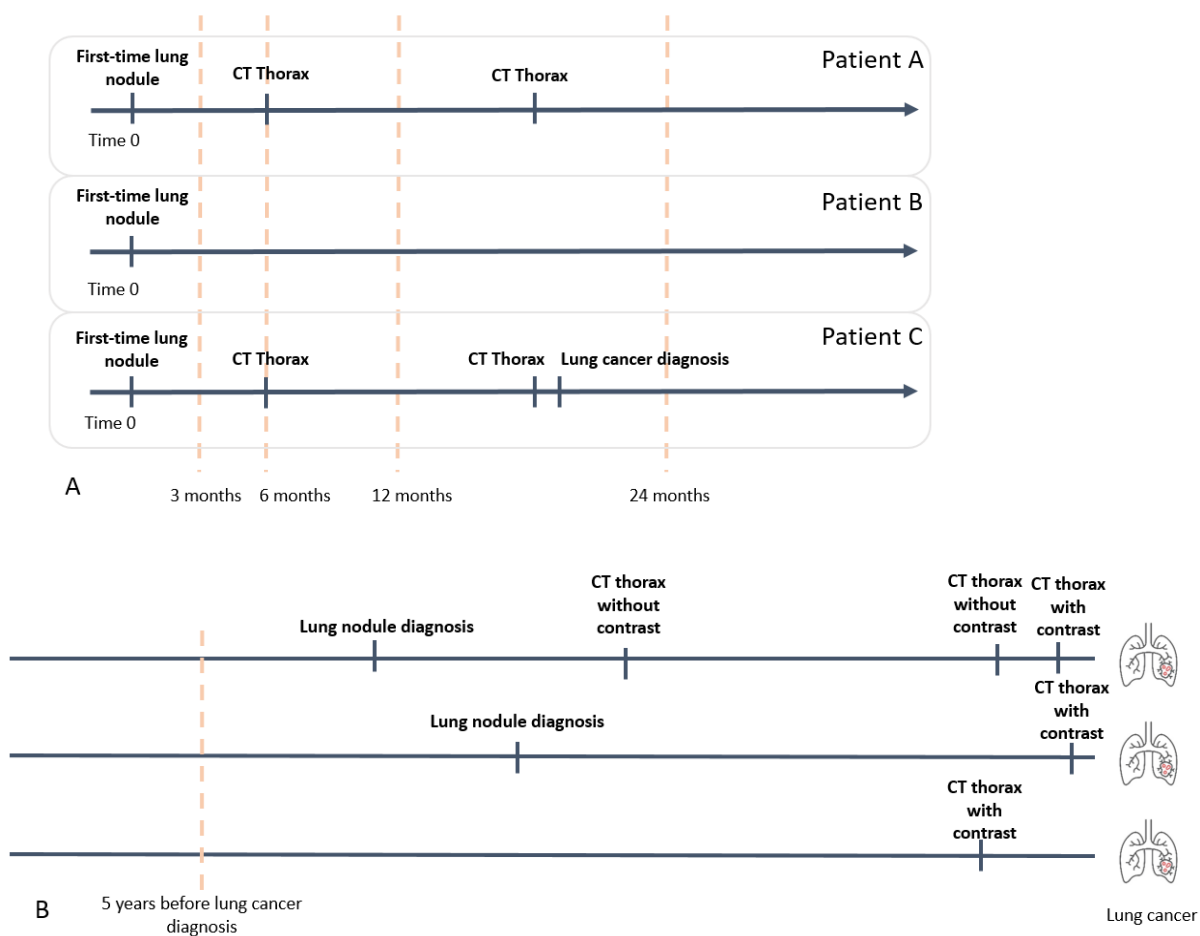 First-time lung
nodule
CT Thorax
CT Thorax
Patient A
Time 0
First-time lung
nodule
Patient B
Time 0
First-time lung
nodule
CT Thorax
CT Thorax
Lung cancer diagnosis
Patient C
Time 0
A
3 months
6 months
12 months
24 months
Lung nodule diagnosis
CT thorax
without
contrast
CT thorax
without
contrast
CT thorax
with
contrast
Lung nodule diagnosis
CT thorax
with
contrast
CT thorax
with
contrast
B
5 years before lung cancer
diagnosis
Lung cancer